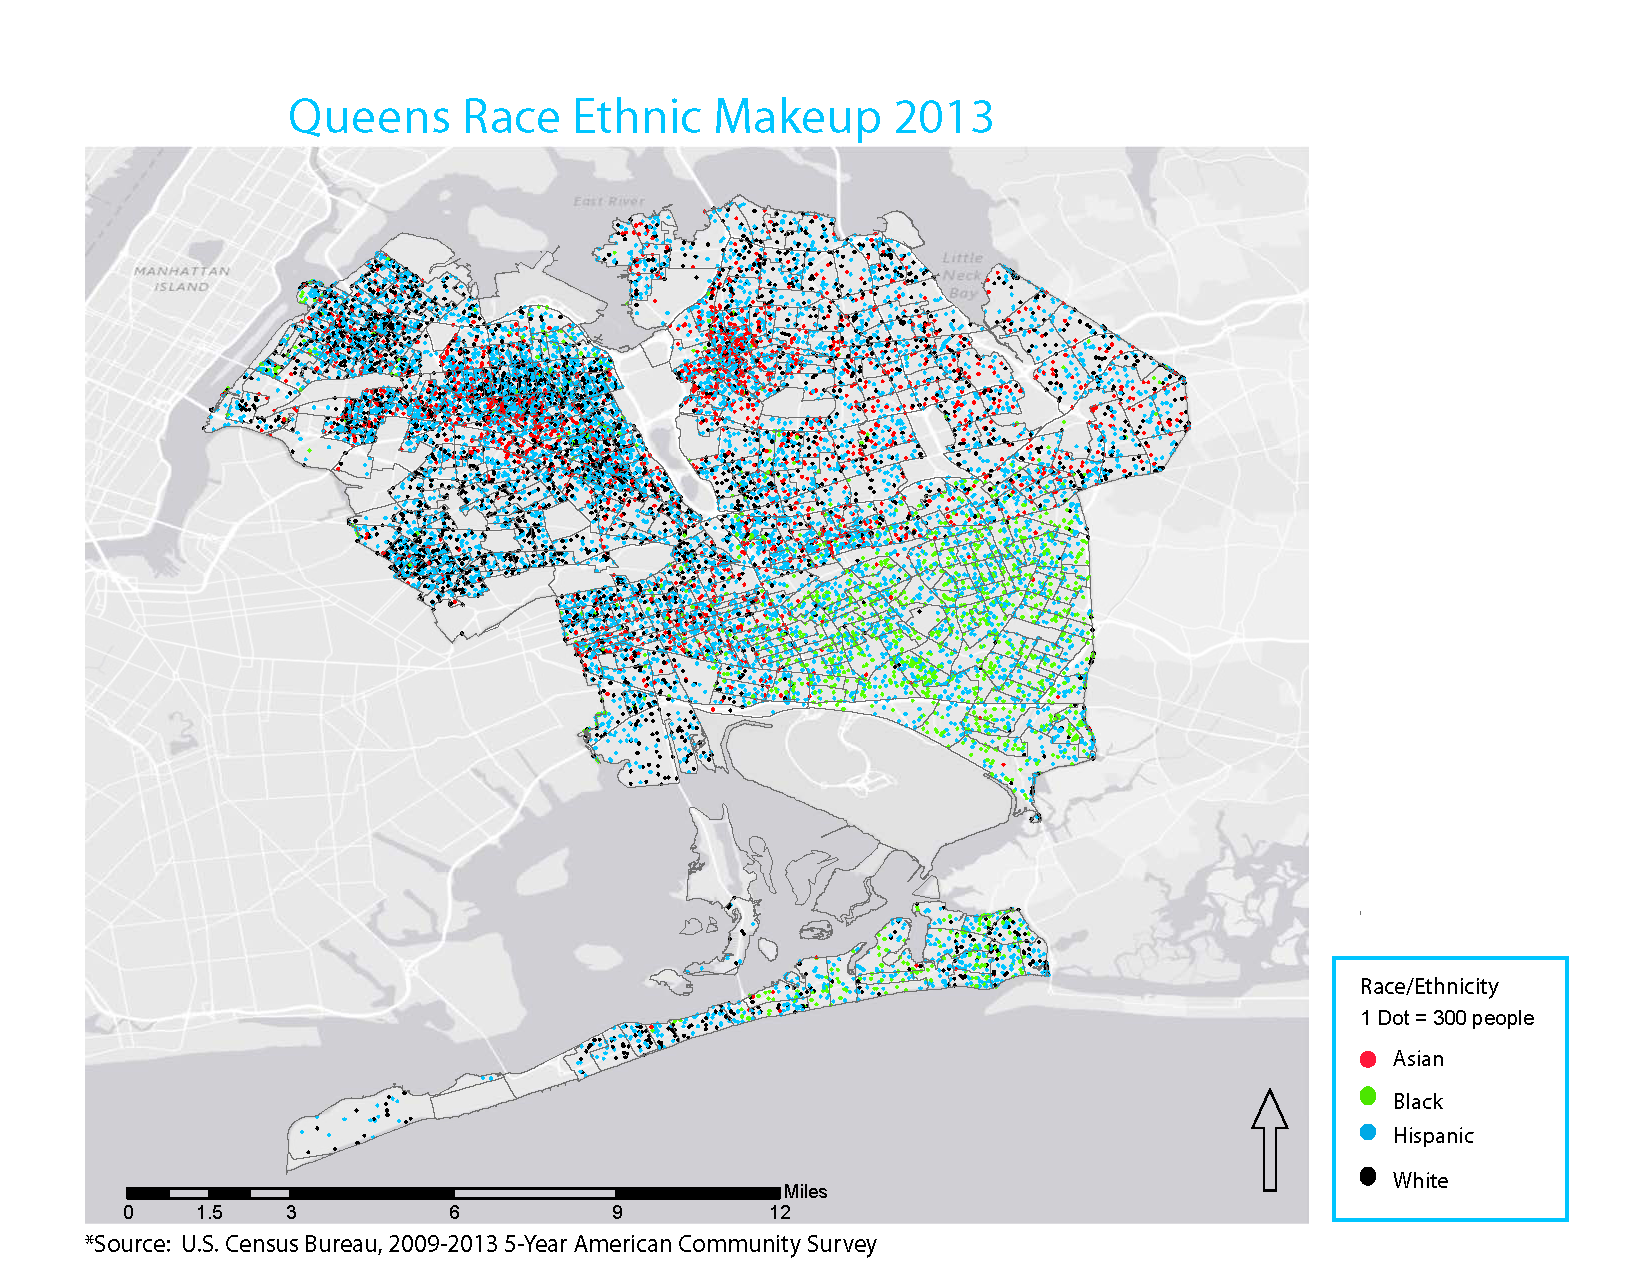 Queens Race Ethnic Makeup 2013
East River
MANHATTAN
ISLAND
Little
Neck
Bay
Race/Ethnicity
1 Dot = 300 people
Asian
Black
Hispanic
White
Miles
0 1.5 3 6 9 12
*Source: U.S. Census Bureau, 2009-2013 5-Year American Community Survey